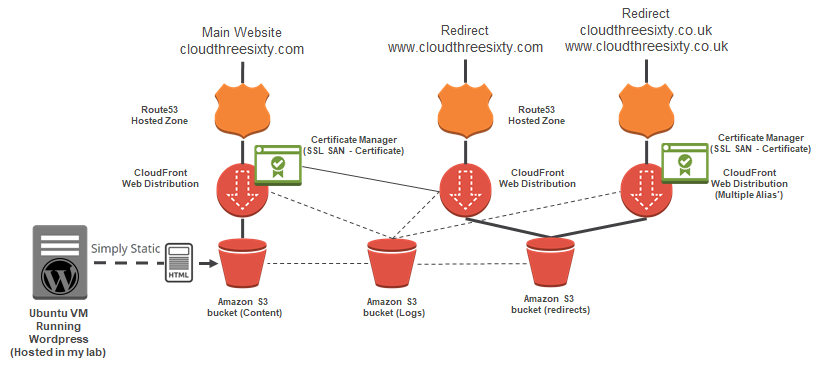 Main Website
cloudthreesixty.com
Redirect
www.cloudthreesixty.com
Redirect
cloudthreesixty.co.uk
www.cloudthreesixty.co.uk
Route53
Hosted Zone
Route53
Hosted Zone
Route53
Hosted Zone
Certificate Manager
(SSL SAN - Certificate)
Certificate Manager
(SSL SAN - Certificate)
CloudFront
Web Distribution
CloudFront
Web Distribution
CloudFront
Web Distribution
(Multiple Alias*)
Simply Static
HTML
Ubuntu VM
Running
Wordpress
(Hosted in my lab)
Amazon S3
bucket (Content)
Amazon S3
bucket (Logs)
Amazon S3
bucket (redirects)